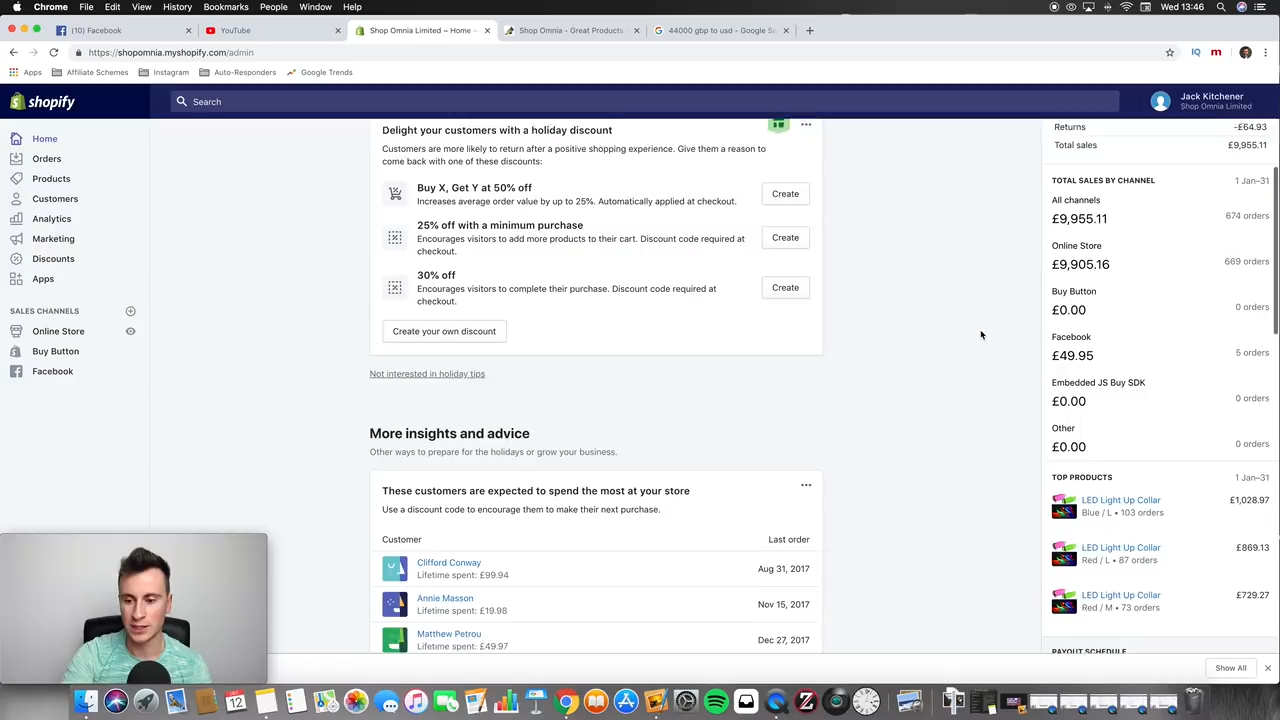 Chrome File Edit View History Bookmarks People Window Help Wed 13:46
(10) Facebook
YouTube
Shop Omnia Limited ~ Home -
Shop Omnia - Great Products
44000 gbp to usd - Google Se
https://shopomnia.myshopify.com/admin
Apps Affiliate Schemes Instagram Auto-Responders Google Trends
shopify
Search
Jack Kitchener
Shop Omnia Limited
Home
Orders
Products
Customers
Analytics
Marketing
Discounts
Apps
SALES CHANNELS
Online Store
Buy Button
Facebook
Delight your customers with a holiday discount
Customers are more likely to return after a positive shopping experience. Give them a reason to
come back with one of these discounts:
Buy X, Get Y at 50% off
Increases average order value by up to 25%. Automatically applied at checkout.
Create
25% off with a minimum purchase
Encourages visitors to add more products to their cart. Discount code required at
checkout.
Create
30% off
Encourages visitors to complete their purchase. Discount code required at
checkout.
Create
Create your own discount
Not interested in holiday tips
More insights and advice
Other ways to prepare for the holidays or grow your business.
These customers are expected to spend the most at your store
Use a discount code to encourage them to make their next purchase.
Customer Last order
Clifford Conway
Lifetime spent: £99.94
Aug 31, 2017
Annie Masson
Lifetime spent: £19.98
Nov 15, 2017
Matthew Petrou
Lifetime spent: £49.97
Dec 27, 2017
Returns -£64.93
Total sales £9,955.11
TOTAL SALES BY CHANNEL 1 Jan–31
All channels
£9,955.11 674 orders
Online Store
£9,905.16 669 orders
Buy Button
£0.00 0 orders
Facebook
£49.95 5 orders
Embedded JS Buy SDK
£0.00 0 orders
Other
£0.00 0 orders
TOP PRODUCTS 1 Jan–31
LED Light Up Collar £1,028.97
Blue / L • 103 orders
LED Light Up Collar £869.13
Red / L • 87 orders
LED Light Up Collar £729.27
Red / M • 73 orders
PAYOUT SCHEDULE
Show All